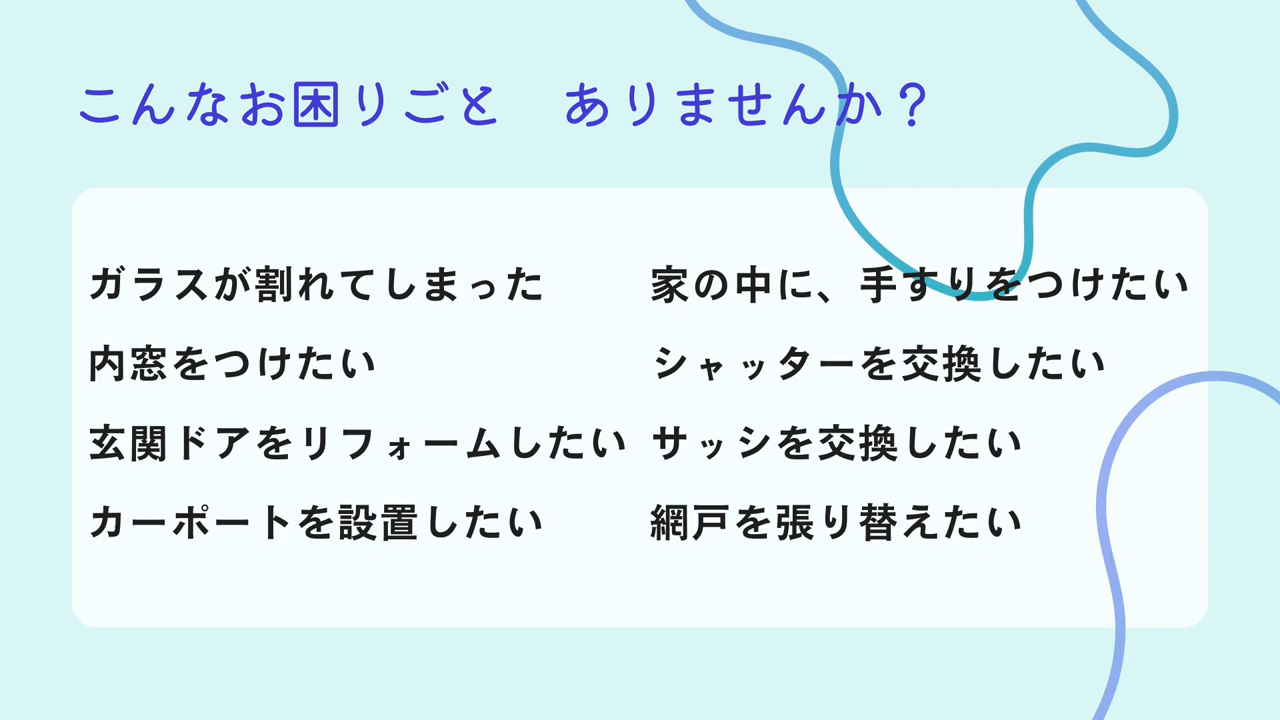 こんなお困りごと　ありませんか？
ガラスが割れてしまった
内窓をつけたい
玄関ドアをリフォームしたい
カーポートを設置したい
家の中に、手すりをつけたい
シャッターを交換したい
サッシを交換したい
網戸を張り替えたい